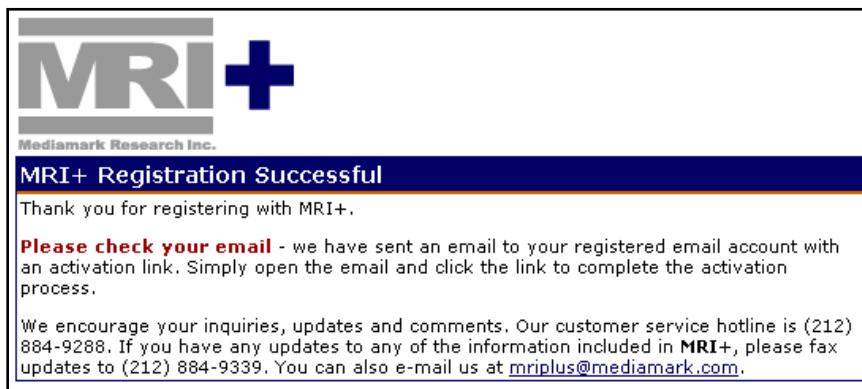 MRI+
Mediamark Research Inc.
MRI+ Registration Successful
Thank you for registering with MRI+.
Please check your email - we have sent an email to your registered email account with
an activation link. Simply open the email and click the link to complete the activation
process.
We encourage your inquiries, updates and comments. Our customer service hotline is (212)
884-9288. If you have any updates to any of the information included in MRI+, please fax
updates to (212) 884-9339. You can also e-mail us at mriplus@mediamark.com.